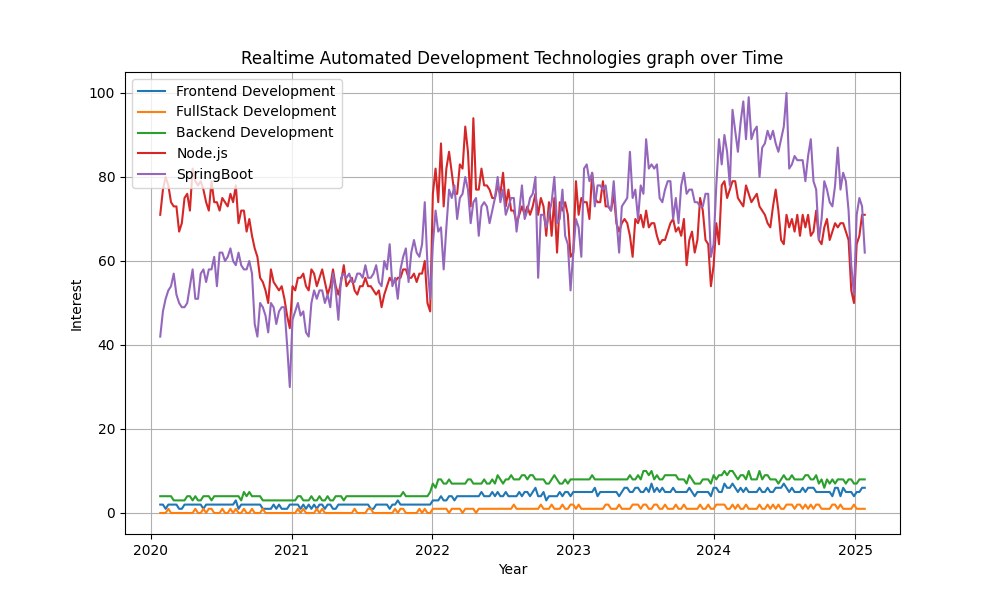 Realtime Automated Development Technologies graph over Time
Frontend Development
FullStack Development
Backend Development
Node.js
SpringBoot
100
80
60
40
20
0
Interest
2020 2021 2022 2023 2024 2025
Year